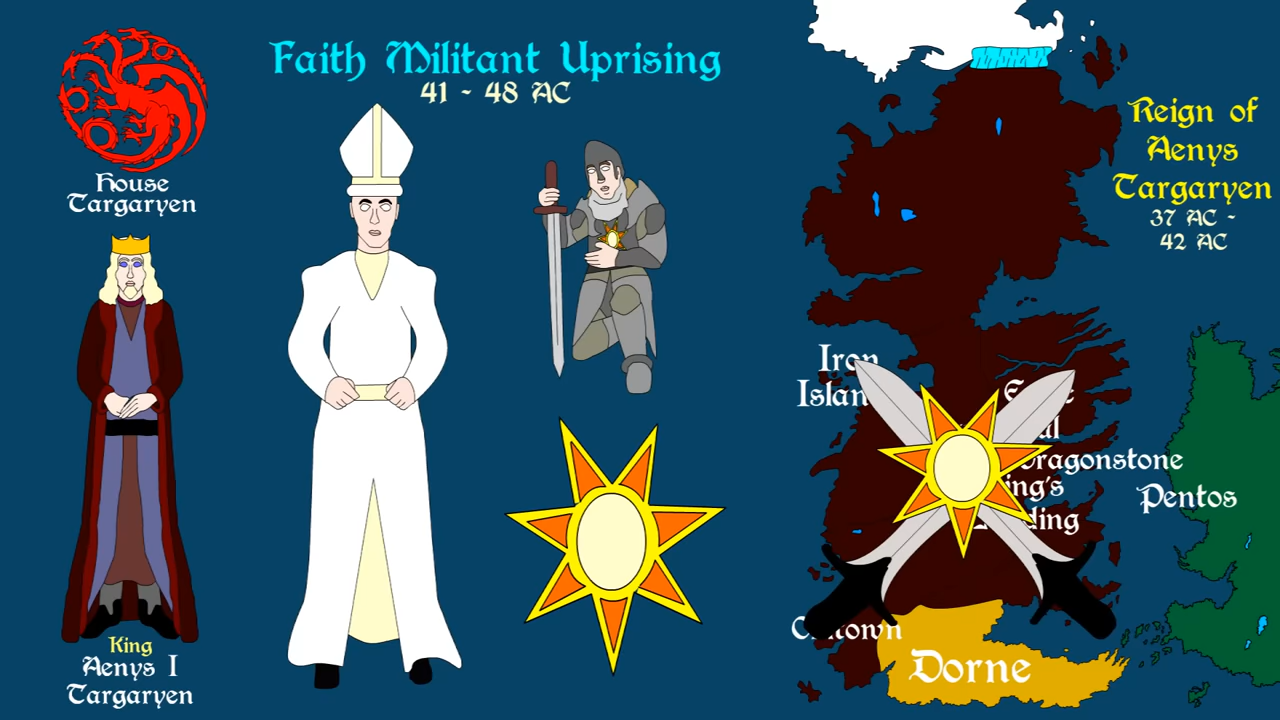 Faith Militant Uprising
41 - 48 AC
House
Targaryen
King
Aenys I
Targaryen
Reign of
Aenys
Targaryen
37 AC -
42 AC
Iron
Dragonstone
Pentos
Dorne